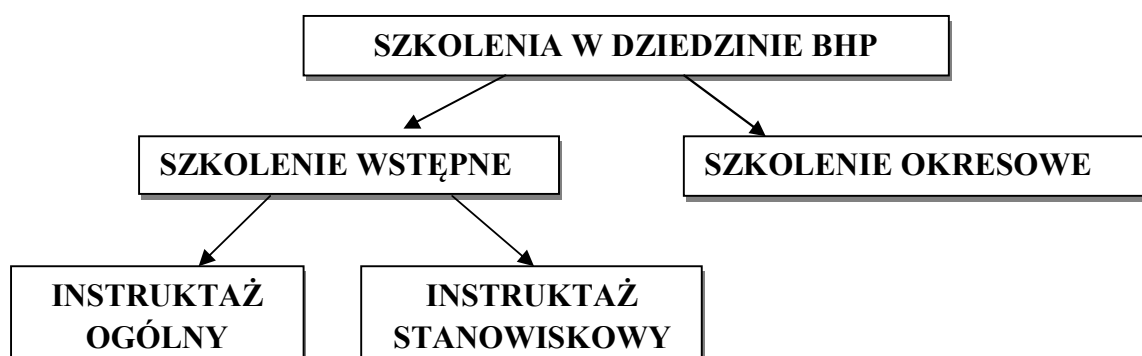 SZKOLENIA W DZIEDZINIE BHP
SZKOLENIE WSTĘPNE
SZKOLENIE OKRESOWE
INSTRUKTAŻ
OGÓLNY
INSTRUKTAŻ
STANOWISKOWY